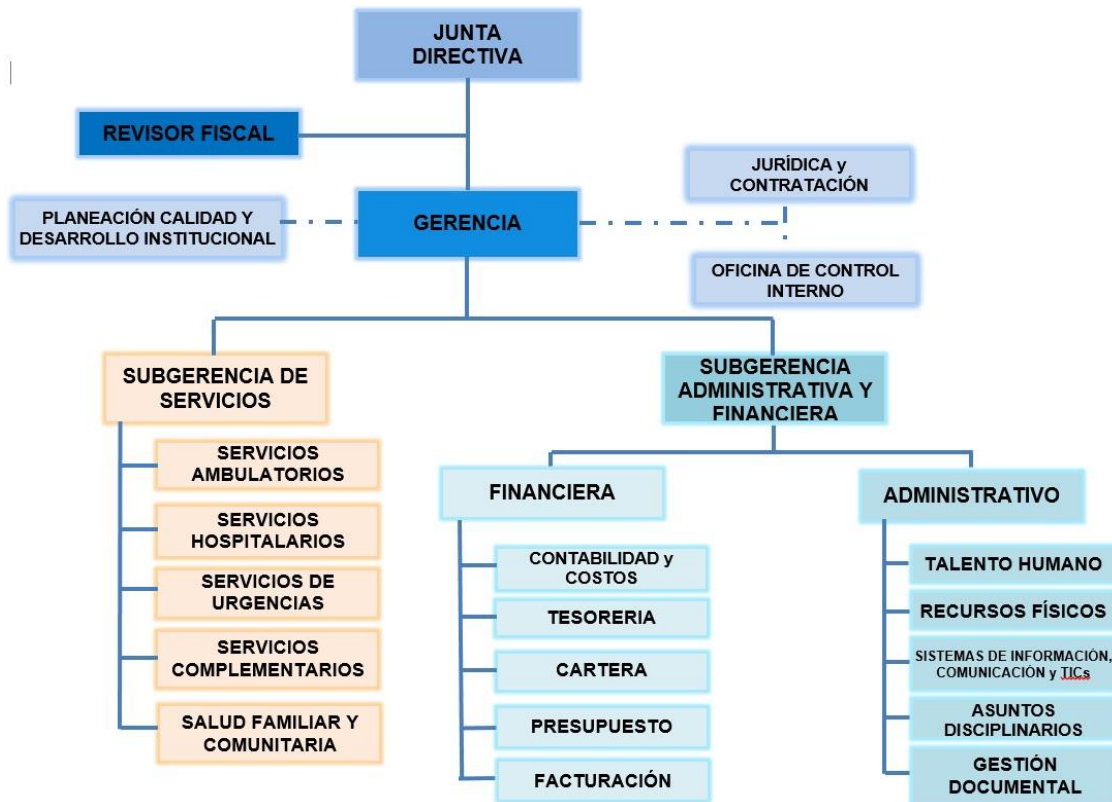 JUNTA
DIRECTIVA
REVISOR FISCAL
JURÍDICA y
CONTRATACIÓN
PLANEACIÓN CALIDAD Y
DESARROLLO INSTITUCIONAL
GERENCIA
OFICINA DE CONTROL
INTERNO
SUBGERENCIA DE
SERVICIOS
SUBGERENCIA
ADMINISTRATIVA Y
FINANCIERA
SERVICIOS
AMBULATORIOS
SERVICIOS
HOSPITALARIOS
SERVICIOS DE
URGENCIAS
SERVICIOS
COMPLEMENTARIOS
SALUD FAMILIAR Y
COMUNITARIA
FINANCIERA
CONTABILIDAD y
COSTOS
TESORERIA
CARTERA
PRESUPUESTO
FACTURACIÓN
ADMINISTRATIVO
TALENTO HUMANO
RECURSOS FÍSICOS
SISTEMAS DE INFORMACIÓN,
COMUNICACIÓN y TICs
ASUNTOS
DISCIPLINARIOS
GESTIÓN
DOCUMENTAL